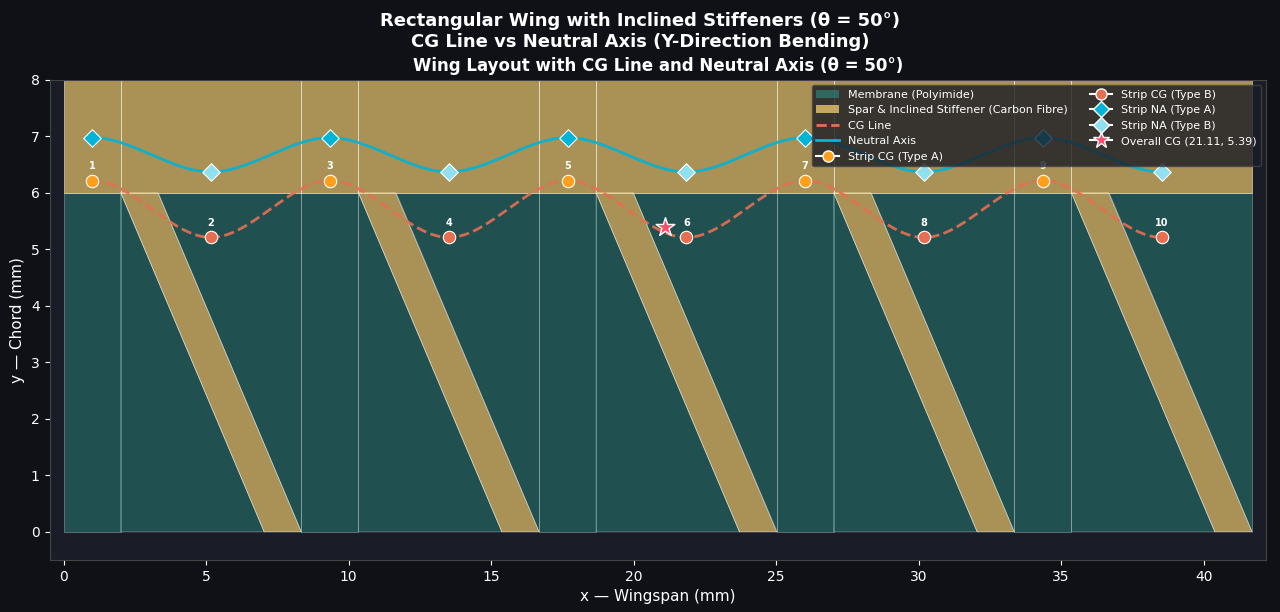 Rectangular Wing with Inclined Stiffeners (θ = 50°)
CG Line vs Neutral Axis (Y-Direction Bending)
Wing Layout with CG Line and Neutral Axis (θ = 50°)
Membrane (Polyimide)
Spar & Inclined Stiffener (Carbon Fibre)
CG Line
Neutral Axis
Strip CG (Type A)
Strip CG (Type B)
Strip NA (Type A)
Strip NA (Type B)
Overall CG (21.11, 5.39)
1
2
3
4
5
6
7
8
9
10
y — Chord (mm)
8
7
6
5
4
3
2
1
0
0
5
10
15
20
25
30
35
40
x — Wingspan (mm)